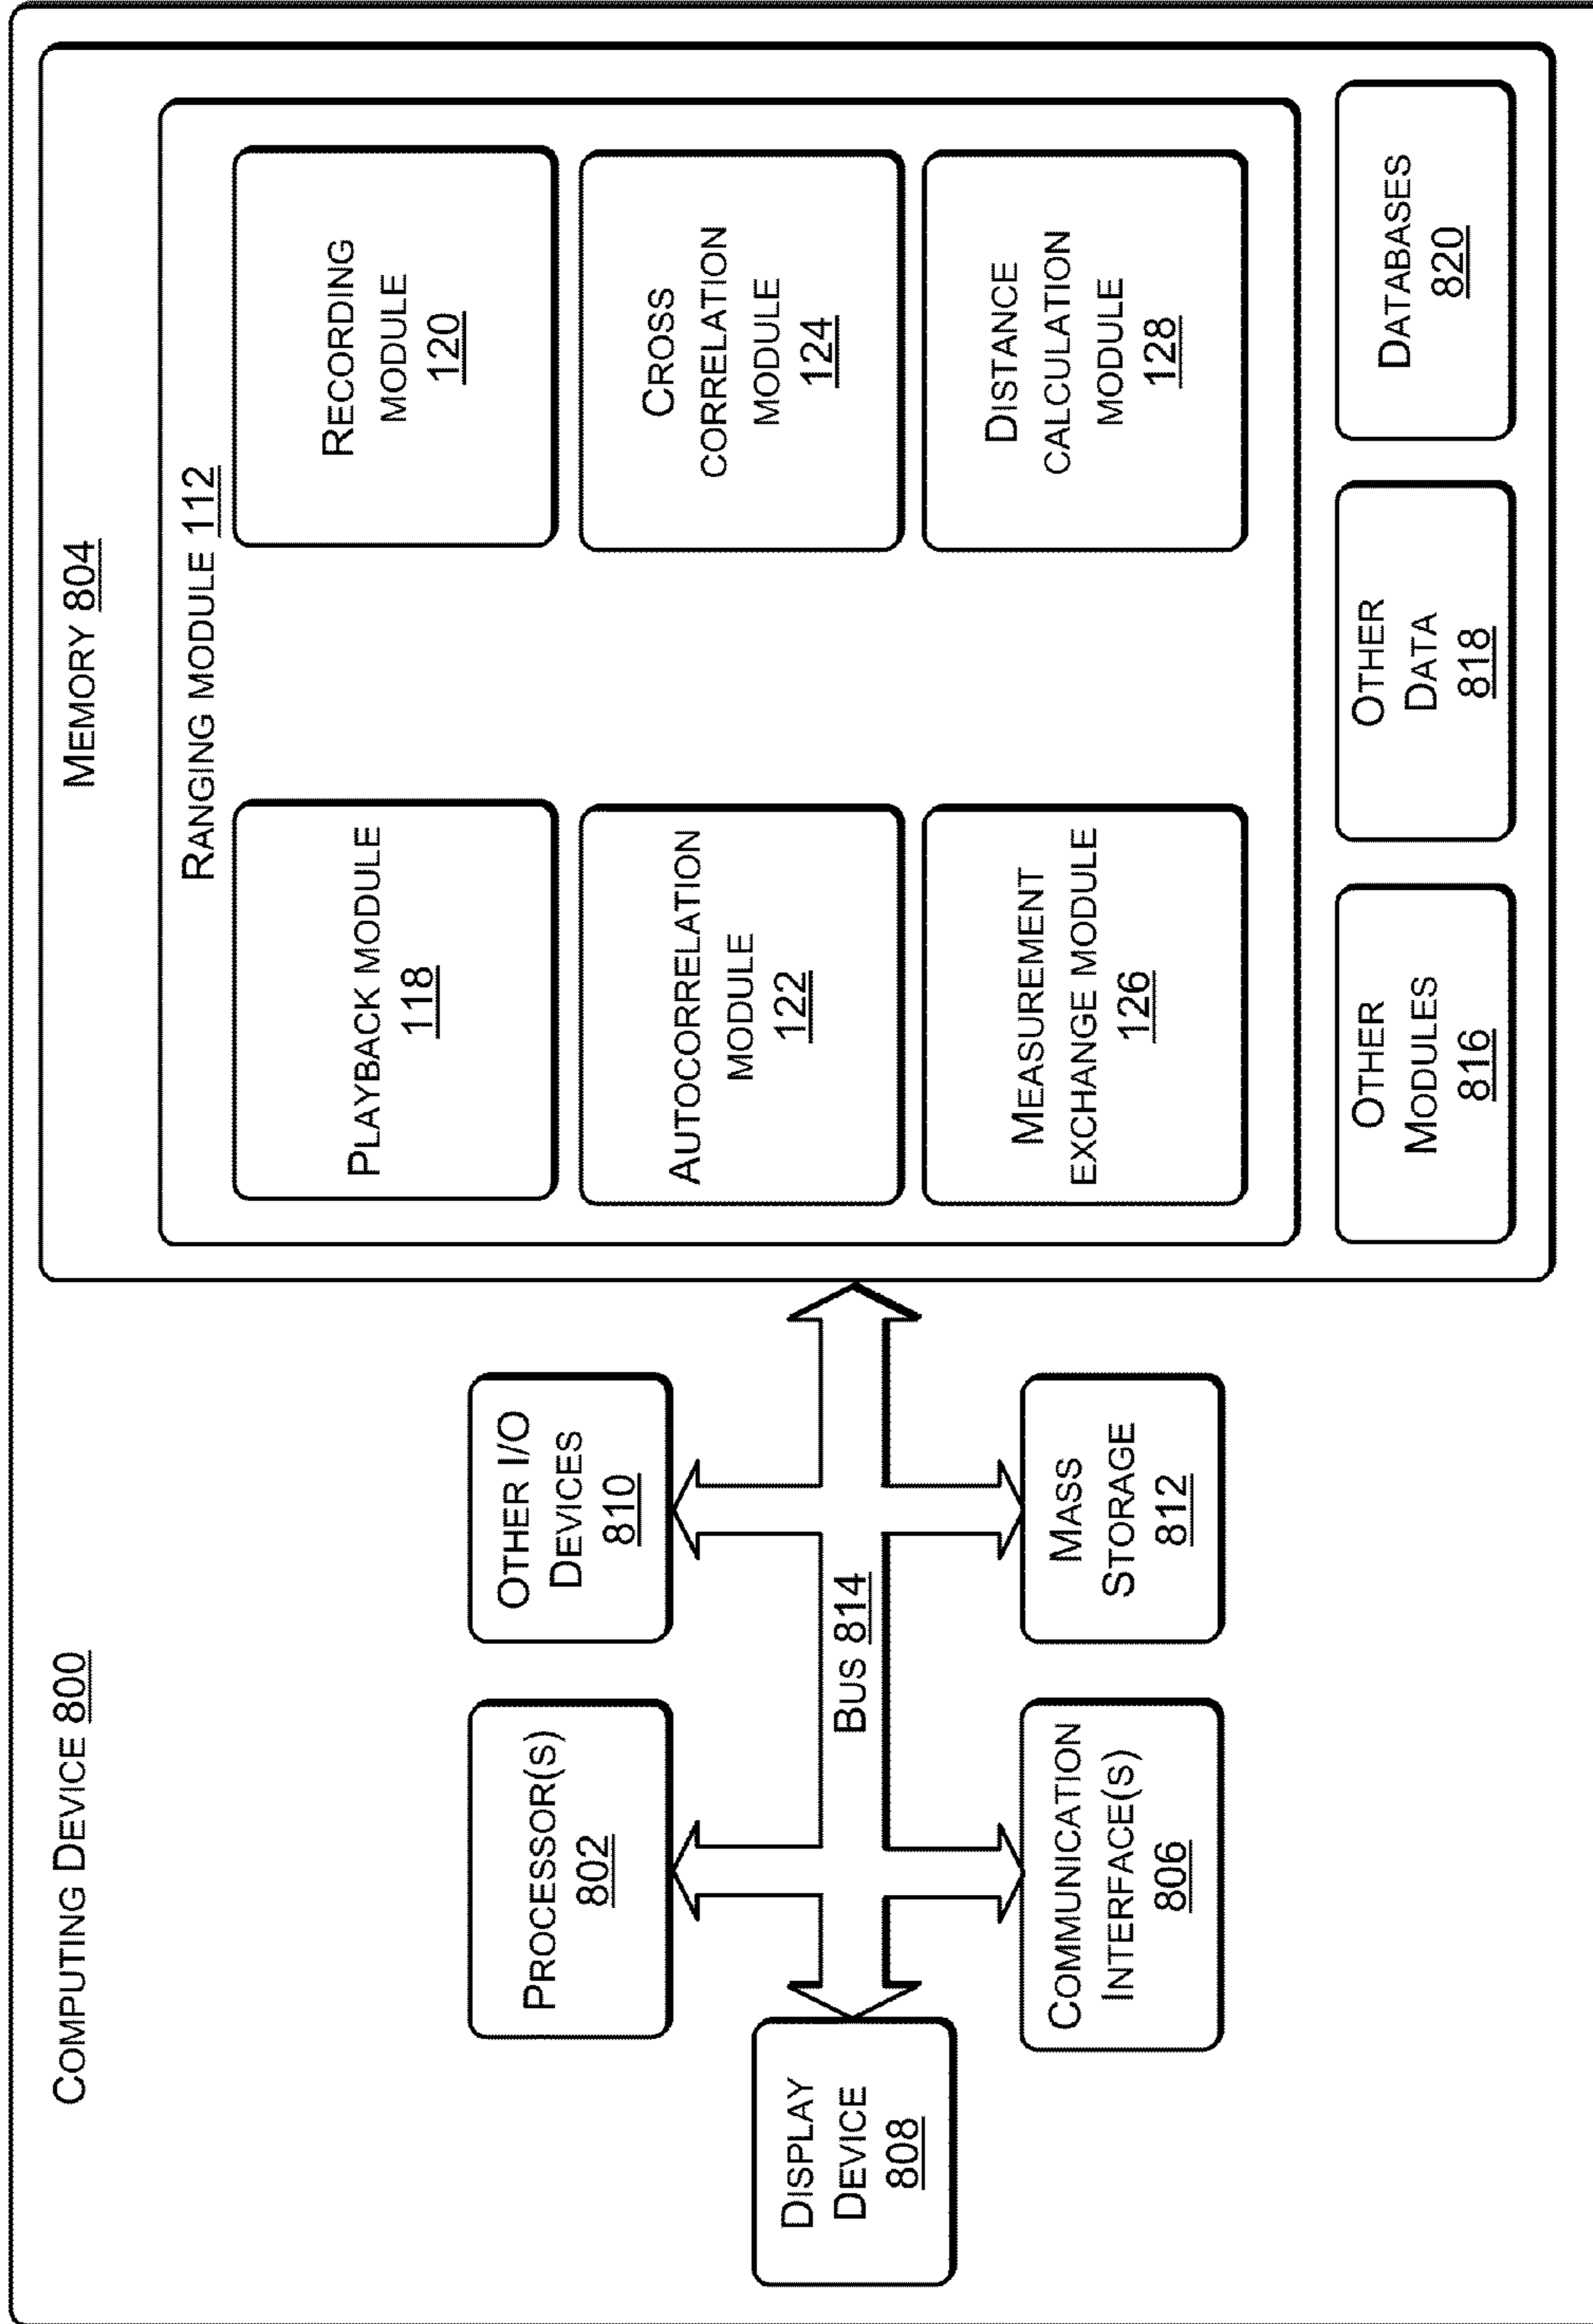 COMPUTING DEVICE 800
PROCESSOR(S)
802
OTHER I/O
DEVICES
810
DISPLAY
DEVICE
808
BUS 814
COMMUNICATION
INTERFACE(S)
806
MASS
STORAGE
812
MEMORY 804
RANGING MODULE 112
PLAYBACK MODULE
118
RECORDING
MODULE
120
AUTOCORRELATION
MODULE
122
CROSS
CORRELATION
MODULE
124
MEASUREMENT
EXCHANGE MODULE
126
DISTANCE
CALCULATION
MODULE
128
OTHER
MODULES
816
OTHER
DATA
818
DATABASES
820